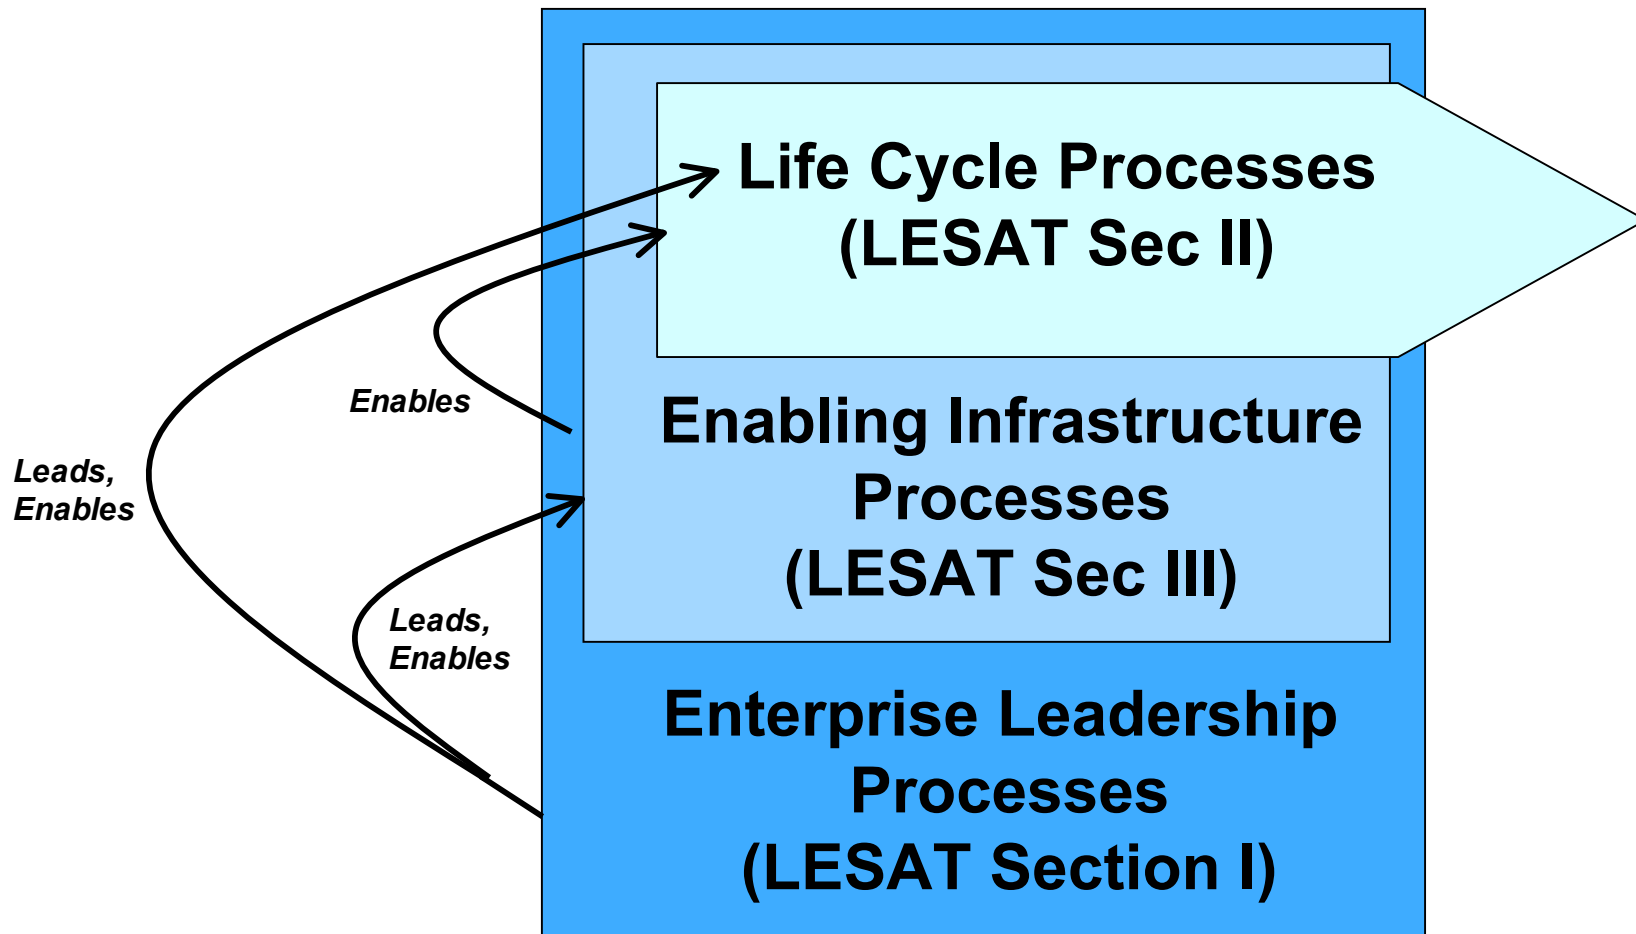 Life Cycle Processes
(LESAT Sec II)
Enables
Enabling Infrastructure
Processes
(LESAT Sec III)
Leads,
Enables
Leads,
Enables
Enterprise Leadership
Processes
(LESAT Section I)